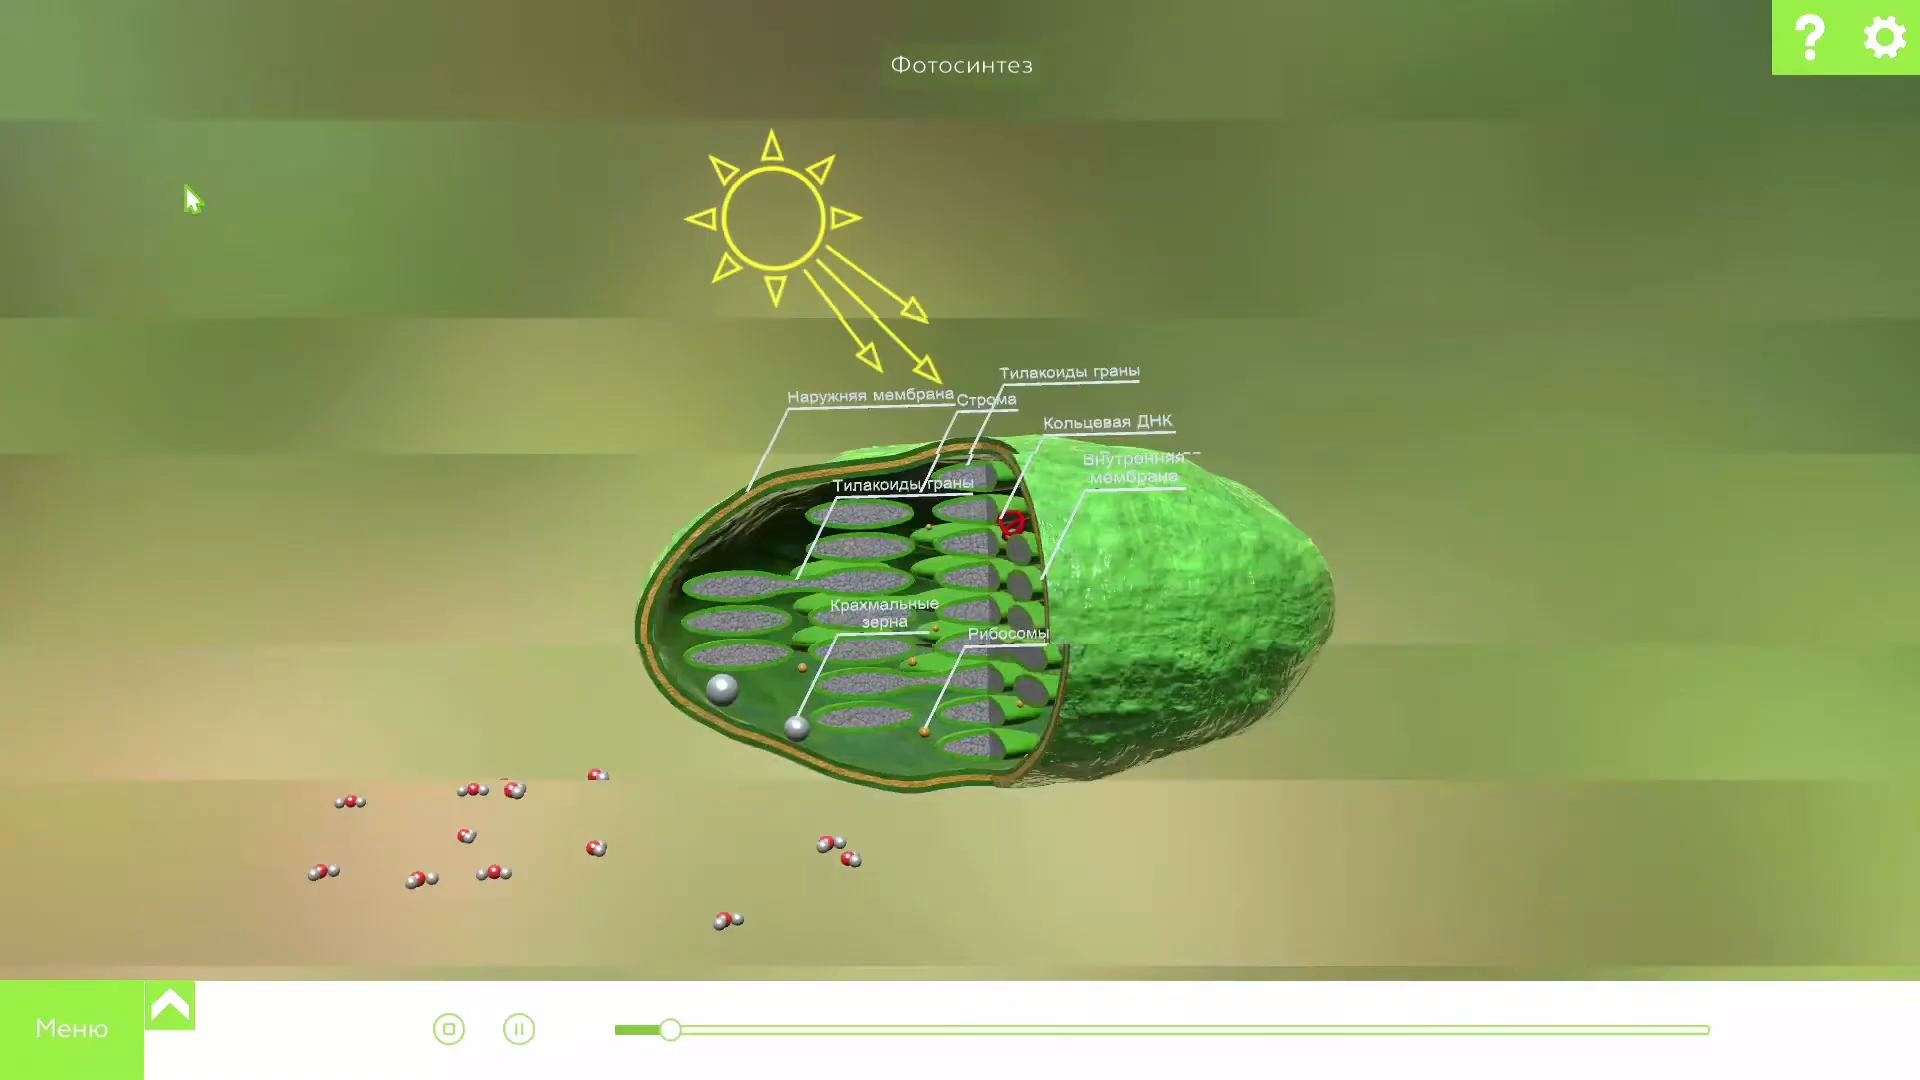 Фотосинтез
Тилакоиды граны
Наружняя мембрана
Строма
Кольцевая ДНК
Внутренняя
мембрана
Тилакоиды граны
Крахмальные
зерна
Рибосомы
Меню